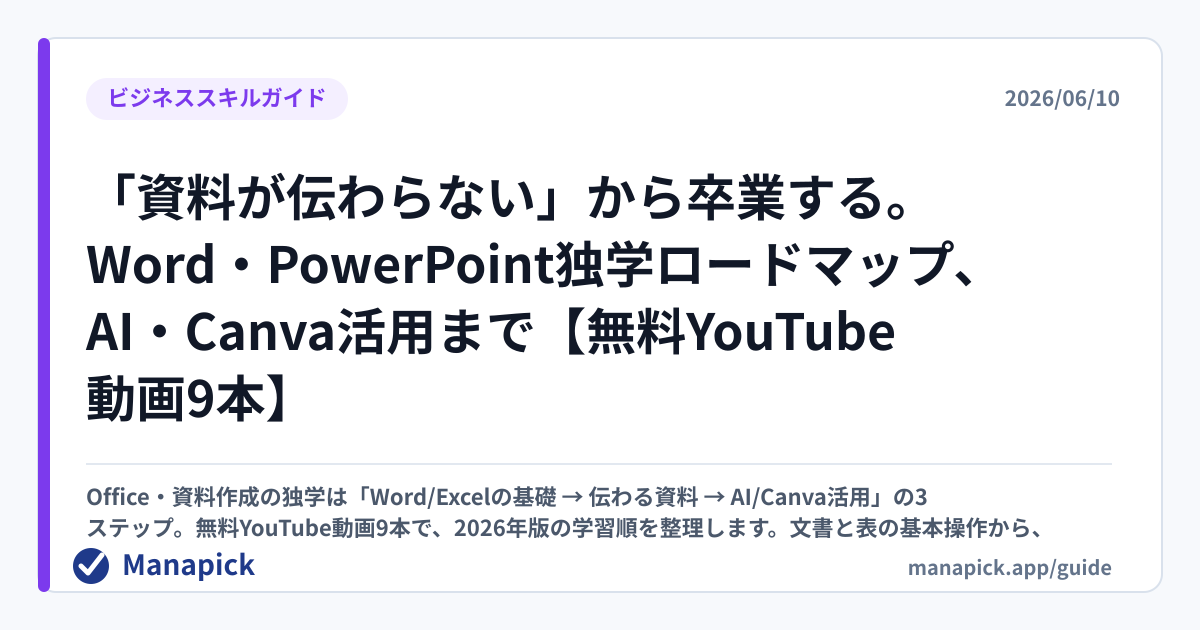 ビジネススキルガイド
2026/06/10
「資料が伝わらない」から卒業する。
Word・PowerPoint独学ロードマップ、
AI・Canva活用まで【無料YouTube
動画9本】
Office・資料作成の独学は「Word/Excelの基礎 → 伝わる資料 → AI/Canva活用」の3
ステップ。無料YouTube動画9本で、2026年版の学習順を整理します。文書と表の基本操作から、
Manapick
manapick.app/guide